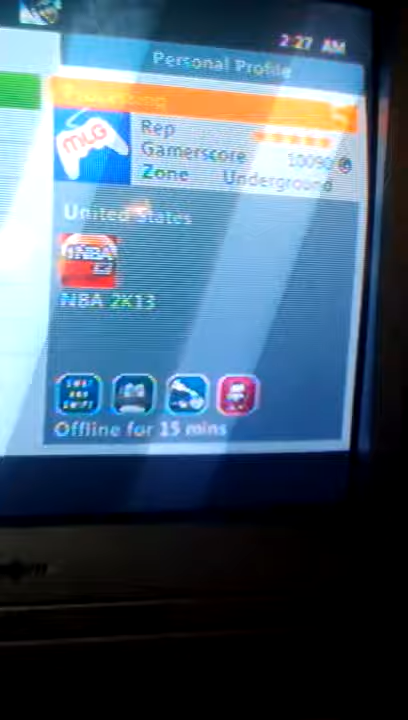 2:27 AM
Personal Profile
MLG
Rep
Gamerscore 10090
Zone Underground
United States
NBA
NBA 2K13
Offline for 15 mins